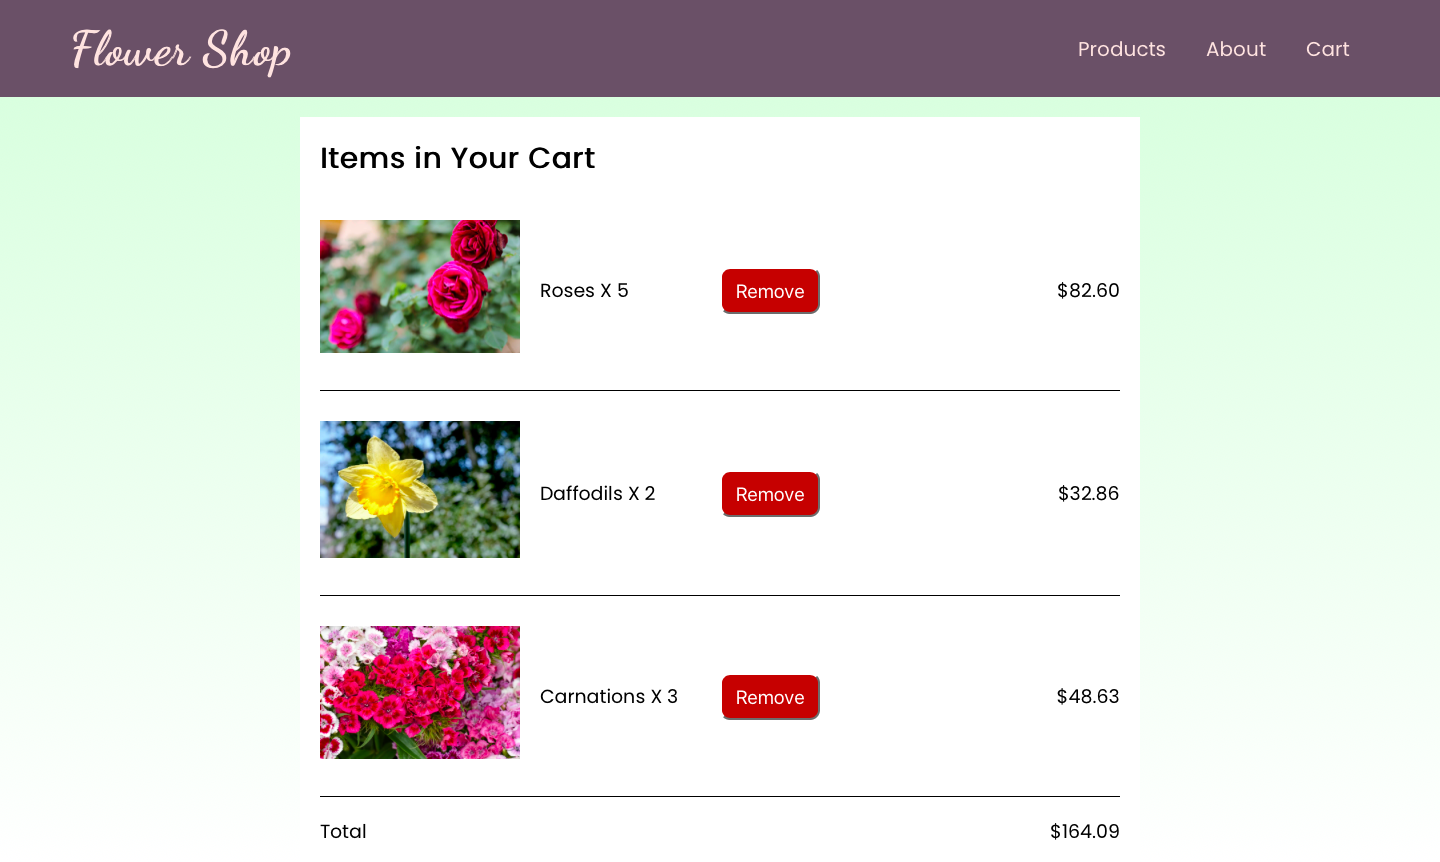 Flower Shop Products About Cart
Items in Your Cart
Roses X 5 Remove $82.60
Daffodils X 2 Remove $32.86
Carnations X 3 Remove $48.63
Total $164.09